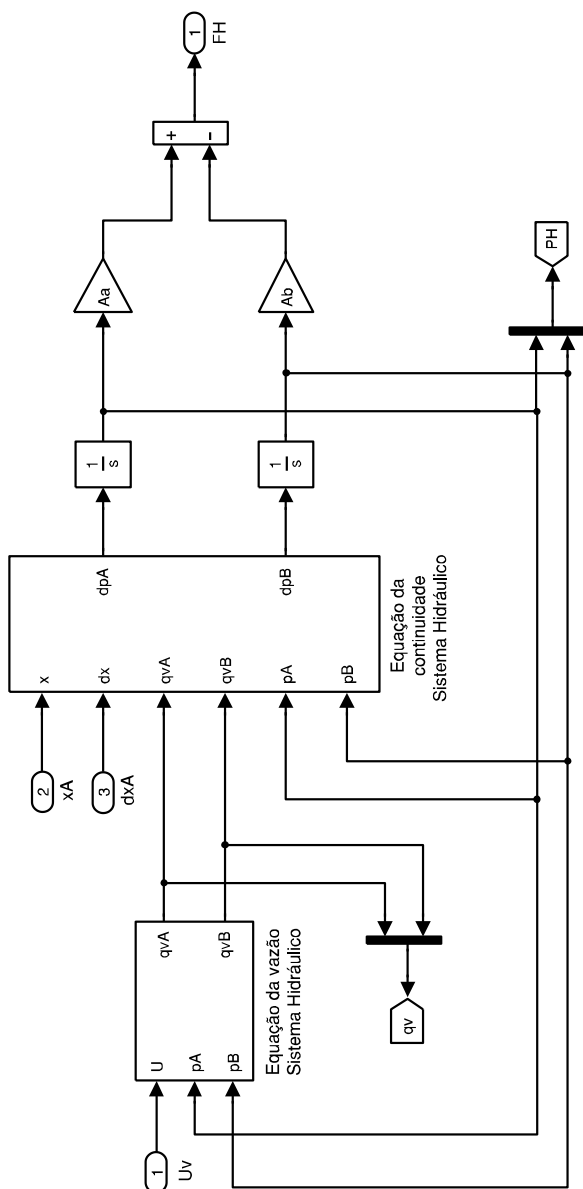 1
Uv
U
pA
pB
qvA
qvB
Equação da vazão
Sistema Hidráulico
qv
2
xA
3
dxA
x
dx
qvA
qvB
pA
pB
dpA
dpB
Equação da
continuidade
Sistema Hidráulico
1
s
1
s
Aa
Ab
+
-
1
FH
PH